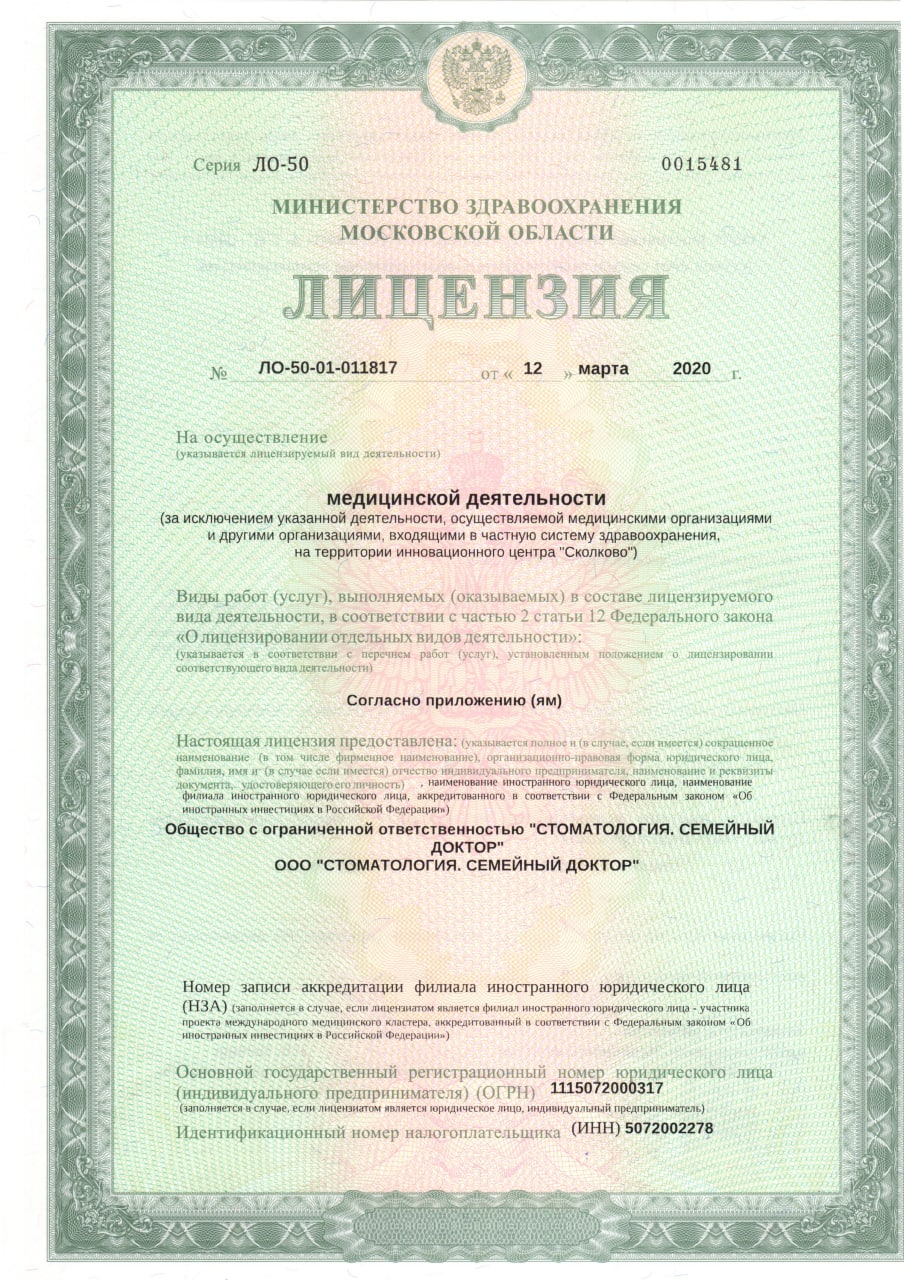 Серия ЛО-50 0015481
МИНИСТЕРСТВО ЗДРАВООХРАНЕНИЯ
МОСКОВСКОЙ ОБЛАСТИ
ЛИЦЕНЗИЯ
№ ЛО-50-01-011817 от « 12 » марта 2020 г.
На осуществление
(указывается лицензируемый вид деятельности)
медицинской деятельности
(за исключением указанной деятельности, осуществляемой медицинскими организациями
и другими организациями, входящими в частную систему здравоохранения,
на территории инновационного центра "Сколково")
Виды работ (услуг), выполняемых (оказываемых) в составе лицензируемого
вида деятельности, в соответствии с частью 2 статьи 12 Федерального закона
«О лицензировании отдельных видов деятельности»:
(указывается в соответствии с перечнем работ (услуг), установленным положением о лицензировании
соответствующего вида деятельности)
Согласно приложению (ям)
Настоящая лицензия предоставлена: (указывается полное и (в случае, если имеется) сокращенное
наименование (в том числе фирменное наименование), организационно-правовая форма юридического лица,
фамилия, имя и (в случае если имеется) отчество индивидуального предпринимателя, наименование и реквизиты
документа, удостоверяющего его личность) , наименование иностранного юридического лица, наименование
филиала иностранного юридического лица, аккредитованного в соответствии с Федеральным законом «Об
иностранных инвестициях в Российской Федерации»)
Общество с ограниченной ответственностью "СТОМАТОЛОГИЯ. СЕМЕЙНЫЙ
ДОКТОР"
ООО "СТОМАТОЛОГИЯ. СЕМЕЙНЫЙ ДОКТОР"
Номер записи аккредитации филиала иностранного юридического лица
(НЗА) (заполняется в случае, если лицензиатом является филиал иностранного юридического лица - участника
проекта международного медицинского кластера, аккредитованный в соответствии с Федеральным законом «Об
иностранных инвестициях в Российской Федерации»)
Основной государственный регистрационный номер юридического лица
(индивидуального предпринимателя) (ОГРН) 1115072000317
(заполняется в случае, если лицензиатом является юридическое лицо, индивидуальный предприниматель)
Идентификационный номер налогоплательщика (ИНН) 5072002278